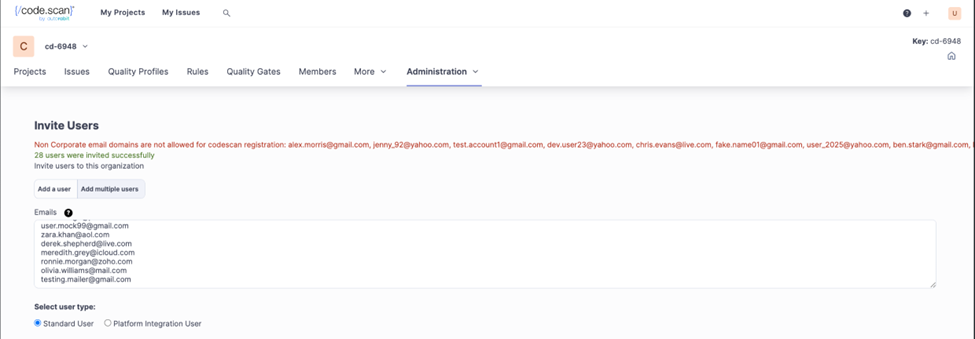 [/code.scan]
by AutoRABIT
My Projects My Issues
U
C cd-6948
Key: cd-6948
Projects Issues Quality Profiles Rules Quality Gates Members More Administration
Invite Users
Non Corporate email domains are not allowed for codescan registration: alex.morris@gmail.com, jenny_92@yahoo.com, test.account1@gmail.com, dev.user23@yahoo.com, chris.evans@live.com, fake.name01@gmail.com, user_2025@yahoo.com, ben.stark@gmail.com,
28 users were invited successfully
Invite users to this organization
Add a user Add multiple users
Emails ?
user.mock99@gmail.com
zara.khan@aol.com
derek.shepherd@live.com
meredith.grey@icloud.com
ronnie.morgan@zoho.com
olivia.williams@mail.com
testing.mailer@gmail.com
Select user type:
Standard User Platform Integration User